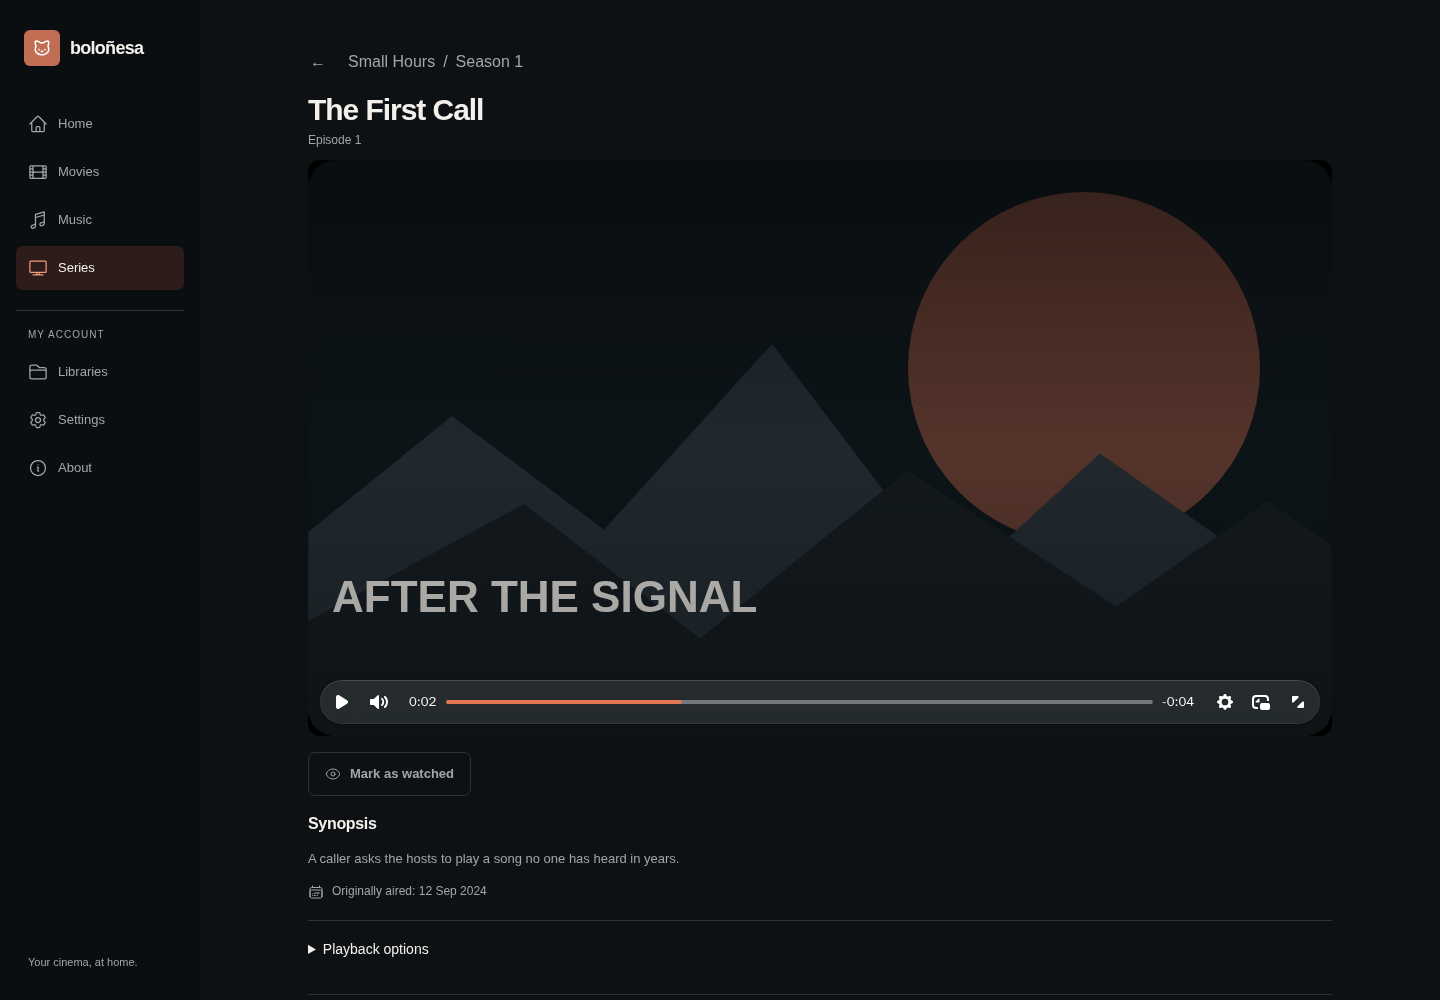 boloñesa
Home
Movies
Music
Series
MY ACCOUNT
Libraries
Settings
About
Your cinema, at home.
← Small Hours / Season 1
The First Call
Episode 1
AFTER THE SIGNAL
0:02 -0:04
Mark as watched
Synopsis
A caller asks the hosts to play a song no one has heard in years.
Originally aired: 12 Sep 2024
Playback options